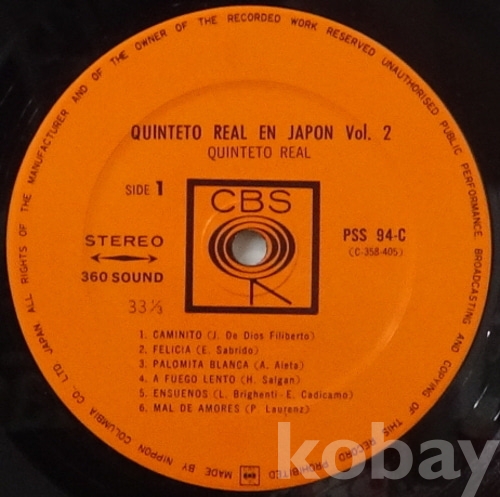 ALL RIGHTS OF THE MANUFACTURER AND OF THE OWNER OF THE RECORDED WORK RESERVED UNAUTHORISED PUBLIC PERFORMANCE BROADCASTING AND COPYING OF THIS RECORD PROHIBITED
MADE BY NIPPON COLUMBIA CO., LTD. JAPAN
QUINTETO REAL EN JAPON Vol. 2
QUINTETO REAL
SIDE 1
CBS
STEREO
360 SOUND
33⅓
PSS 94-C
(C-358-405)
1. CAMINITO (J. De Dios Filiberto)
2. FELICIA (E. Sabrido)
3. PALOMITA BLANCA (A. Aieta)
4. A FUEGO LENTO (H. Salgan)
5. ENSUENOS (L. Brighenti - E. Cadicamo)
6. MAL DE AMORES (P. Laurenz)
kobay